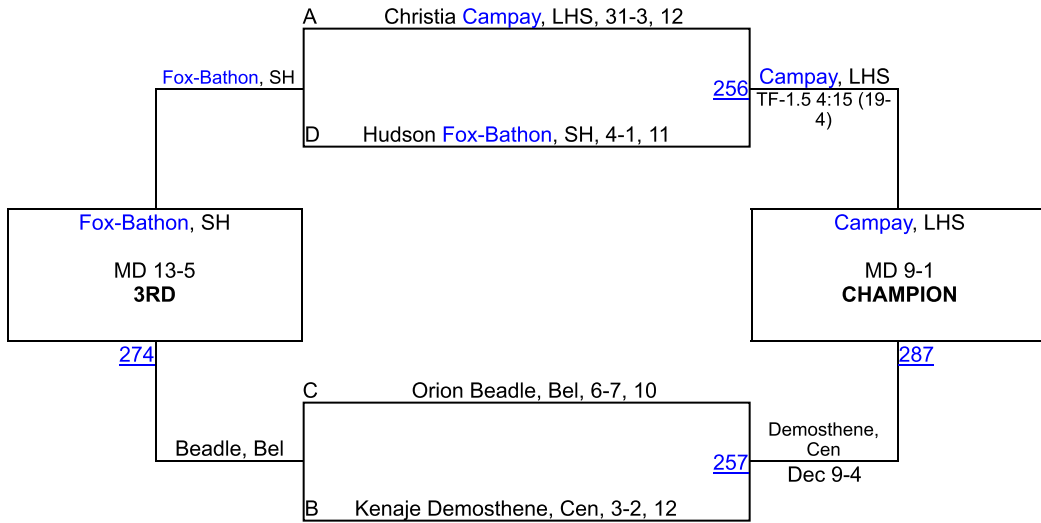 A
Christia Campay, LHS, 31-3, 12
Fox-Bathon, SH
256
Campay, LHS
TF-1.5 4:15 (19-
4)
D
Hudson Fox-Bathon, SH, 4-1, 11
Fox-Bathon, SH
MD 13-5
3RD
Campay, LHS
MD 9-1
CHAMPION
274
287
C
Orion Beadle, Bel, 6-7, 10
Beadle, Bel
257
Demosthene,
Cen
Dec 9-4
B
Kenaje Demosthene, Cen, 3-2, 12